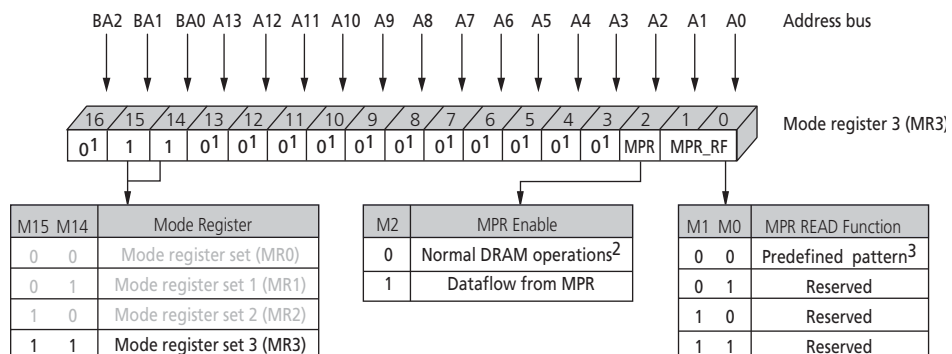 BA2 BA1 BA0 A13 A12 A11 A10 A9 A8 A7 A6 A5 A4 A3 A2 A1 A0 Address bus
16 15 14 13 12 11 10 9 8 7 6 5 4 3 2 1 0
0¹ 1 1 0¹ 0¹ 0¹ 0¹ 0¹ 0¹ 0¹ 0¹ 0¹ 0¹ 0¹ MPR MPR_RF
Mode register 3 (MR3)
M15 M14 Mode Register
0 0 Mode register set (MR0)
0 1 Mode register set 1 (MR1)
1 0 Mode register set 2 (MR2)
1 1 Mode register set 3 (MR3)
M2 MPR Enable
0 Normal DRAM operations²
1 Dataflow from MPR
M1 M0 MPR READ Function
0 0 Predefined pattern³
0 1 Reserved
1 0 Reserved
1 1 Reserved